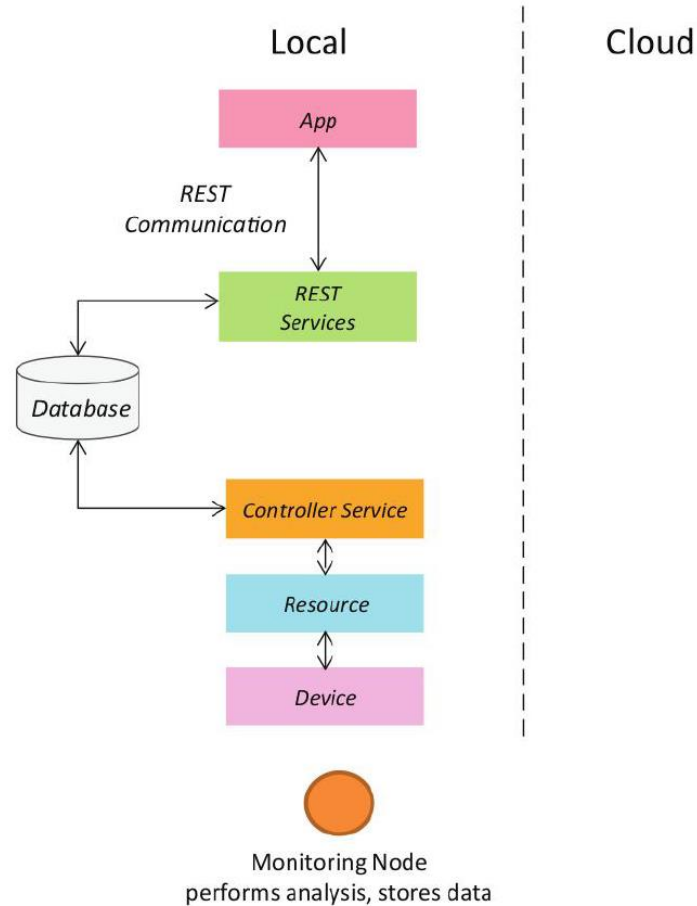 Local
Cloud
App
REST
Communication
REST
Services
Database
Controller Service
Resource
Device
Monitoring Node
performs analysis, stores data